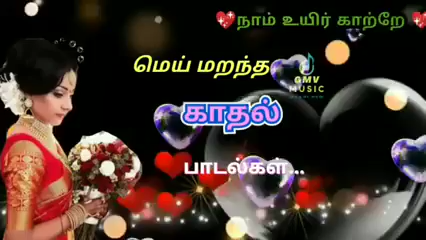 💖நாம் உயிர் காற்றே 💖
மெய் மறந்த
GMV
MUSIC
காதல்
பாடல்கள்...